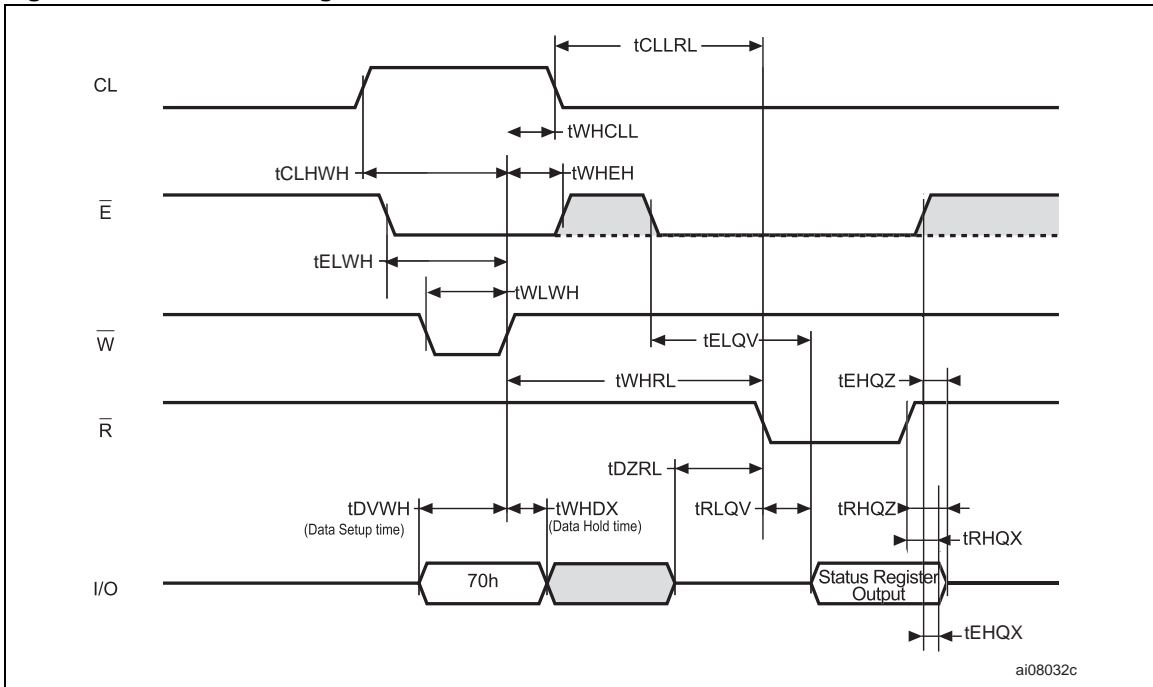 tCLLRL
CL
tWHCLL
tCLHWH
tWHEH
E
tELWH
tWLWH
W
tELQV
tWHRL
tEHQZ
R
tDZRL
tDVWH
(Data Setup time)
tWHDX
(Data Hold time)
tRLQV
tRHQZ
tRHQX
I/O
70h
Status Register
Output
tEHQX
ai08032c